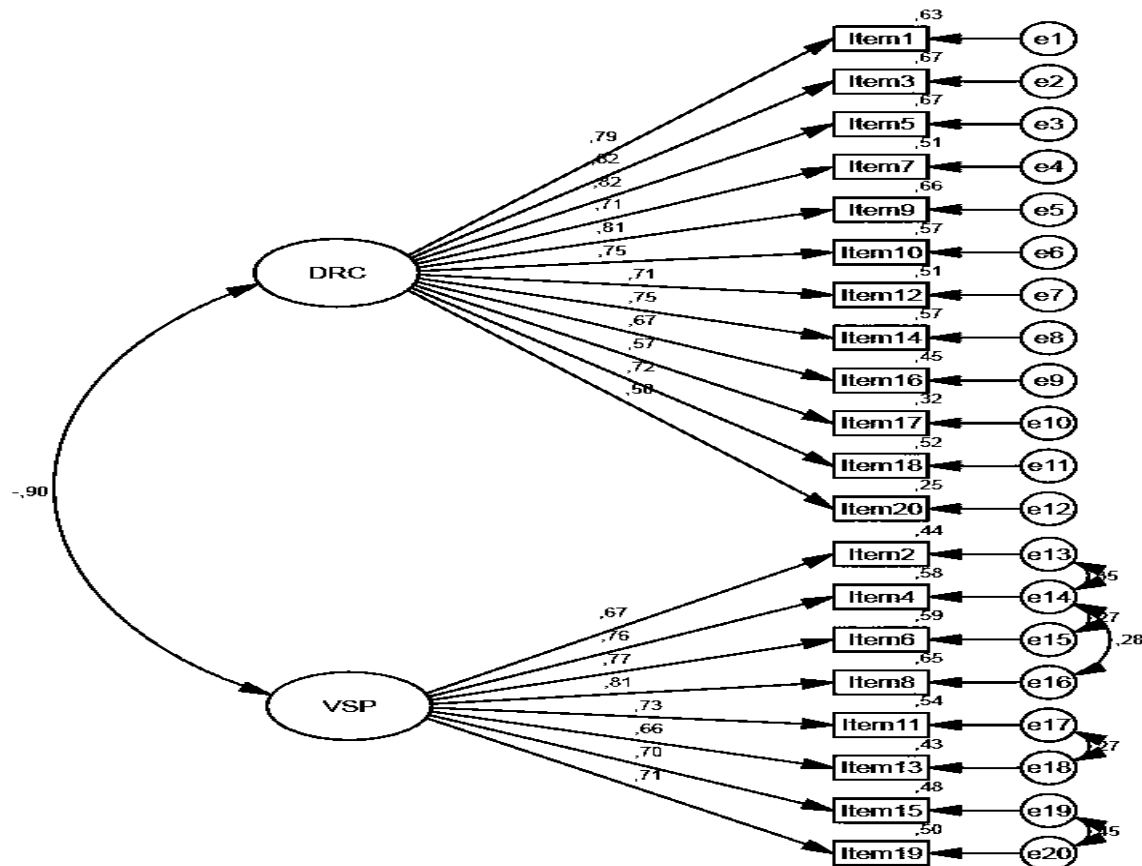 ,63
Item1 e1
,67
,79 Item3 e2
,67
,82 Item5 e3
,51
,82 Item7 e4
,66
,71 Item9 e5
,57
,81 Item10 e6
,51
,75 Item12 e7
,57
,71 Item14 e8
,45
,75 Item16 e9
,32
,67 Item17 e10
,52
,57 Item18 e11
,25
,72 Item20 e12
DRC
-,90
VSP
,44
Item2 e13
,58
,67 Item4 e14
,59
,76 Item6 e15 ,27
,65
,77 Item8 e16 ,28
,54
,81 Item11 e17
,43
,73 Item13 e18 ,27
,48
,66 Item15 e19
,50
,70 Item19 e20
,71